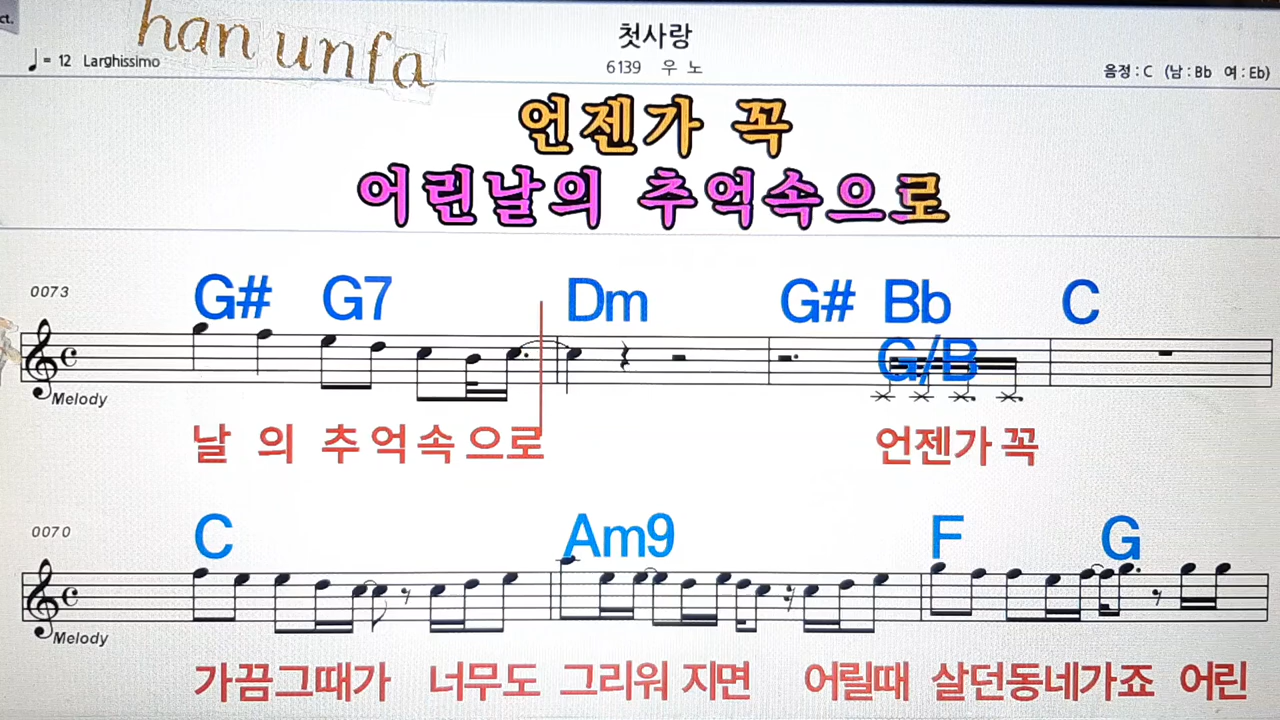 ct.
han unfa
첫사랑
♩= 12 Larghissimo
6139 우 노
음정 : C (남 : Bb 여 : Eb)
언젠가 꼭
어린날의 추억속으로
0073
G# G7 Dm G# Bb C
G/B
Melody
날 의 추 억 속 으로 언젠가 꼭
0070
C Am9 F G
Melody
가끔그때가 너무도 그리워 지면 어릴때 살던동네가죠 어린